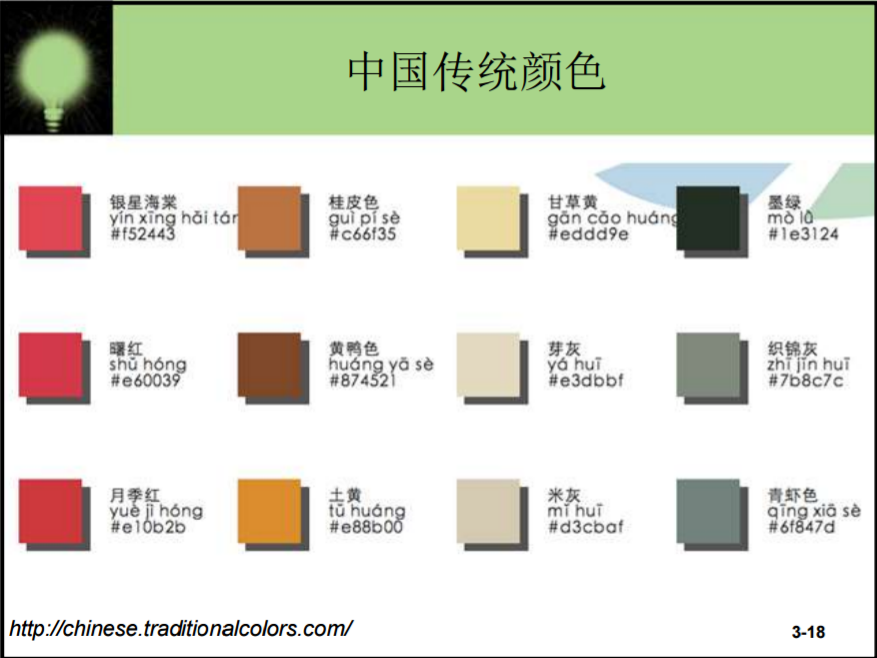 中国传统颜色
银星海棠
yín xīng hǎi tán
#f52443
桂皮色
guì pí sè
#c66f35
甘草黄
gān cǎo huáng
#eddd9e
墨绿
mò lǜ
#1e3124
曙红
shǔ hóng
#e60039
黄鸭色
huáng yā sè
#874521
芽灰
yá huī
#e3dbbf
织锦灰
zhī jǐn huī
#7b8c7c
月季红
yuè jì hóng
#e10b2b
土黄
tǔ huáng
#e88b00
米灰
mǐ huī
#d3cbaf
青虾色
qīng xiā sè
#6f847d
http://chinese.traditionalcolors.com/
3-18